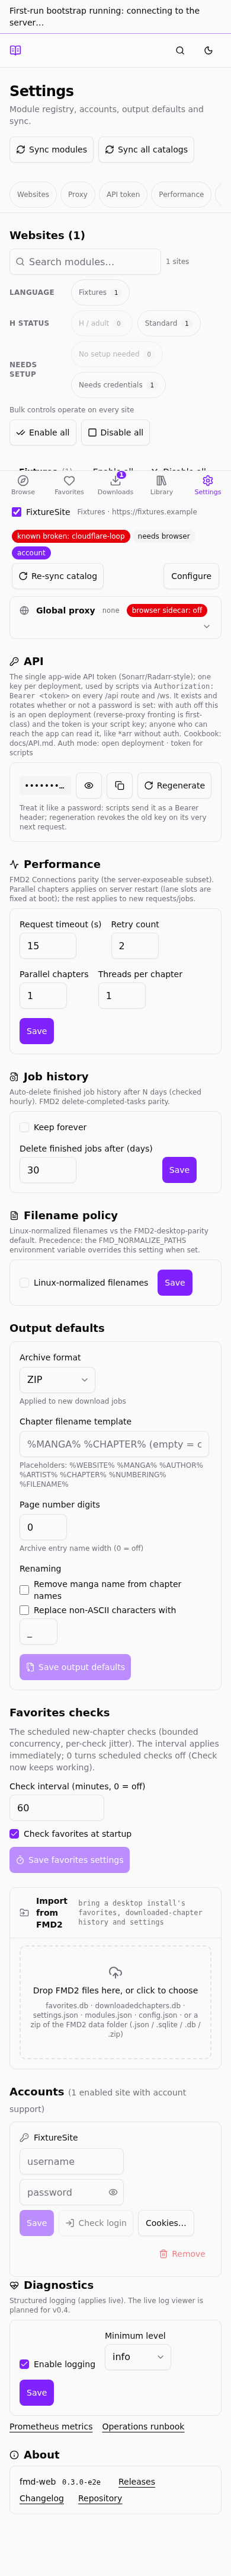 First-run bootstrap running: connecting to the
server…
Settings
Module registry, accounts, output defaults and
sync.
Sync modules
Sync all catalogs
Websites
Proxy
API token
Performance
Websites (1)
Search modules…
1 sites
LANGUAGE
Fixtures 1
H STATUS
H / adult 0
Standard 1
NEEDS
SETUP
No setup needed 0
Needs credentials 1
Bulk controls operate on every site
Enable all
Disable all
1
Browse
Favorites
Downloads
Library
Settings
FixtureSite
Fixtures · https://fixtures.example
known broken: cloudflare-loop
needs browser
account
Re-sync catalog
Configure
Global proxy
none
browser sidecar: off
API
The single app-wide API token (Sonarr/Radarr-style); one
key per deployment, used by scripts via Authorization:
Bearer <token> on every /api route and /ws. It exists and
rotates whether or not a password is set: with auth off this
is an open deployment (reverse-proxy fronting is first-
class) and the token is your script key; anyone who can
reach the app can read it, like *arr without auth. Cookbook:
docs/API.md. Auth mode: open deployment · token for
scripts
•••••••…
Regenerate
Treat it like a password: scripts send it as a Bearer
header; regeneration revokes the old key on its very
next request.
Performance
FMD2 Connections parity (the server-exposable subset).
Parallel chapters applies on server restart (lane slots are
fixed at boot); the rest applies to new requests/jobs.
Request timeout (s)
Retry count
15
2
Parallel chapters
Threads per chapter
1
1
Save
Job history
Auto-delete finished job history after N days (checked
hourly). FMD2 delete-completed-tasks parity.
Keep forever
Delete finished jobs after (days)
30
Save
Filename policy
Linux-normalized filenames vs the FMD2-desktop-parity
default. Precedence: the FMD_NORMALIZE_PATHS
environment variable overrides this setting when set.
Linux-normalized filenames
Save
Output defaults
Archive format
ZIP
Applied to new download jobs
Chapter filename template
%MANGA% %CHAPTER% (empty = c
Placeholders: %WEBSITE% %MANGA% %AUTHOR%
%ARTIST% %CHAPTER% %NUMBERING%
%FILENAME%
Page number digits
0
Archive entry name width (0 = off)
Renaming
Remove manga name from chapter
names
Replace non-ASCII characters with
_
Save output defaults
Favorites checks
The scheduled new-chapter checks (bounded
concurrency, per-check jitter). The interval applies
immediately; 0 turns scheduled checks off (Check
now keeps working).
Check interval (minutes, 0 = off)
60
Check favorites at startup
Save favorites settings
Import
from
FMD2
bring a desktop install's
favorites, downloaded-chapter
history and settings
Drop FMD2 files here, or click to choose
favorites.db · downloadedchapters.db ·
settings.json · modules.json · config.json · or a
zip of the FMD2 data folder (.json / .sqlite / .db /
.zip)
Accounts (1 enabled site with account
support)
FixtureSite
username
password
Save
Check login
Cookies…
Remove
Diagnostics
Structured logging (applies live). The live log viewer is
planned for v0.4.
Minimum level
Enable logging
info
Save
Prometheus metrics
Operations runbook
About
fmd-web 0.3.0-e2e
Releases
Changelog
Repository